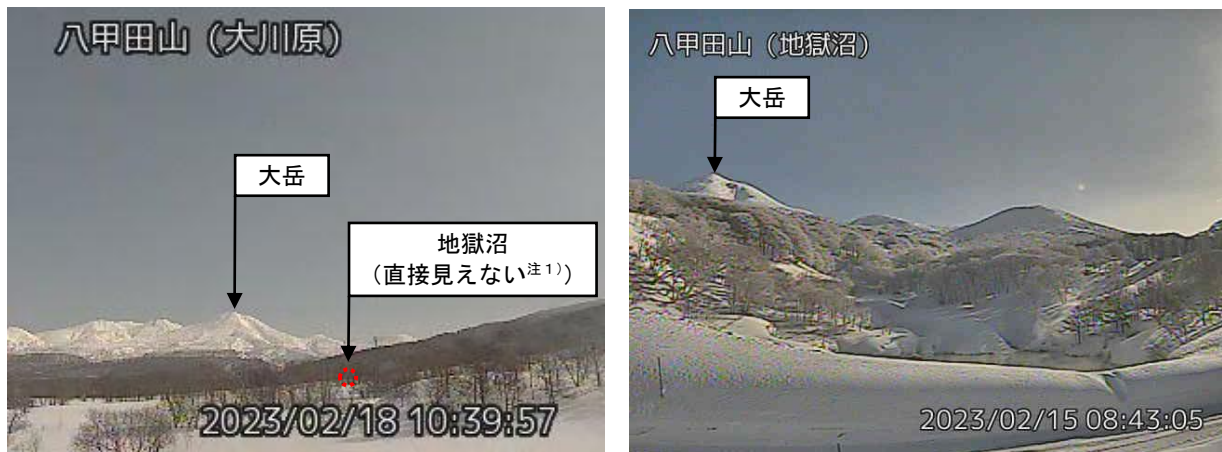 八甲田山（大川原）
大岳
地獄沼
（直接見えない注1））
2023/02/18 10:39:57
八甲田山（地獄沼）
大岳
2023/02/15 08:43:05